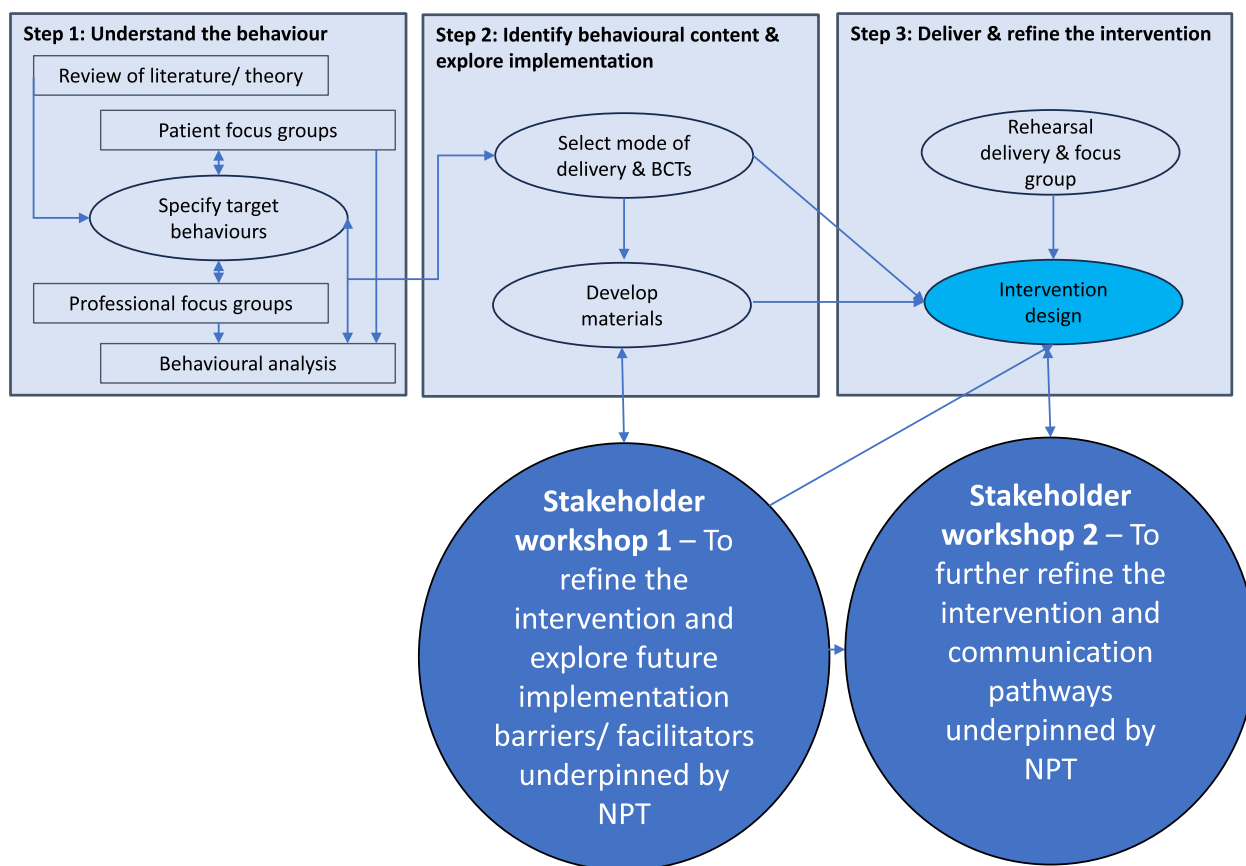 Step 1: Understand the behaviour
Review of literature/ theory
Patient focus groups
Specify target
behaviours
Professional focus groups
Behavioural analysis
Step 2: Identify behavioural content &
explore implementation
Select mode of
delivery & BCTs
Develop
materials
Step 3: Deliver & refine the intervention
Rehearsal
delivery & focus
group
Intervention
design
Stakeholder
workshop 1 – To
refine the
intervention and
explore future
implementation
barriers/ facilitators
underpinned by
NPT
Stakeholder
workshop 2 – To
further refine the
intervention and
communication
pathways
underpinned by
NPT